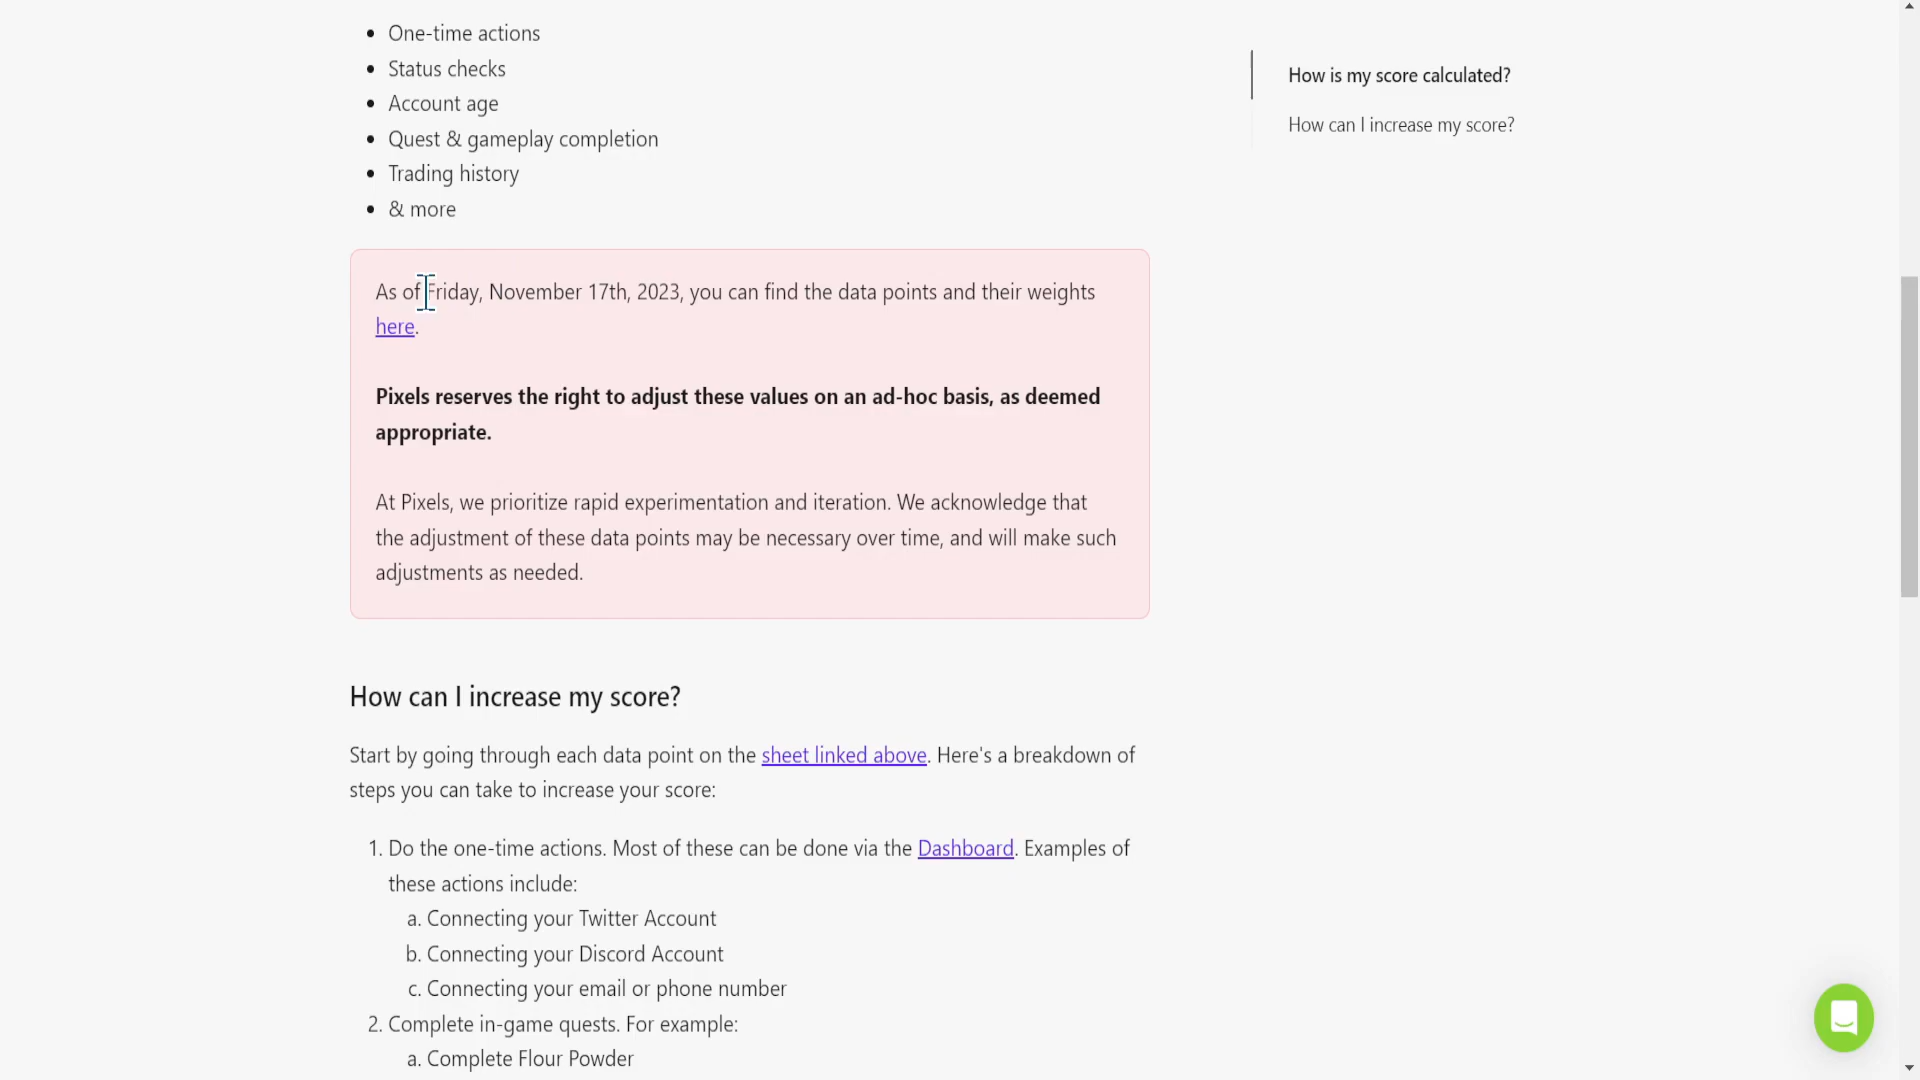 • One-time actions
• Status checks
• Account age
• Quest & gameplay completion
• Trading history
• & more
How is my score calculated?
How can I increase my score?
As of Friday, November 17th, 2023, you can find the data points and their weights
here.
Pixels reserves the right to adjust these values on an ad-hoc basis, as deemed
appropriate.
At Pixels, we prioritize rapid experimentation and iteration. We acknowledge that
the adjustment of these data points may be necessary over time, and will make such
adjustments as needed.
How can I increase my score?
Start by going through each data point on the sheet linked above. Here's a breakdown of
steps you can take to increase your score:
1. Do the one-time actions. Most of these can be done via the Dashboard. Examples of
these actions include:
a. Connecting your Twitter Account
b. Connecting your Discord Account
c. Connecting your email or phone number
2. Complete in-game quests. For example:
a. Complete Flour Powder